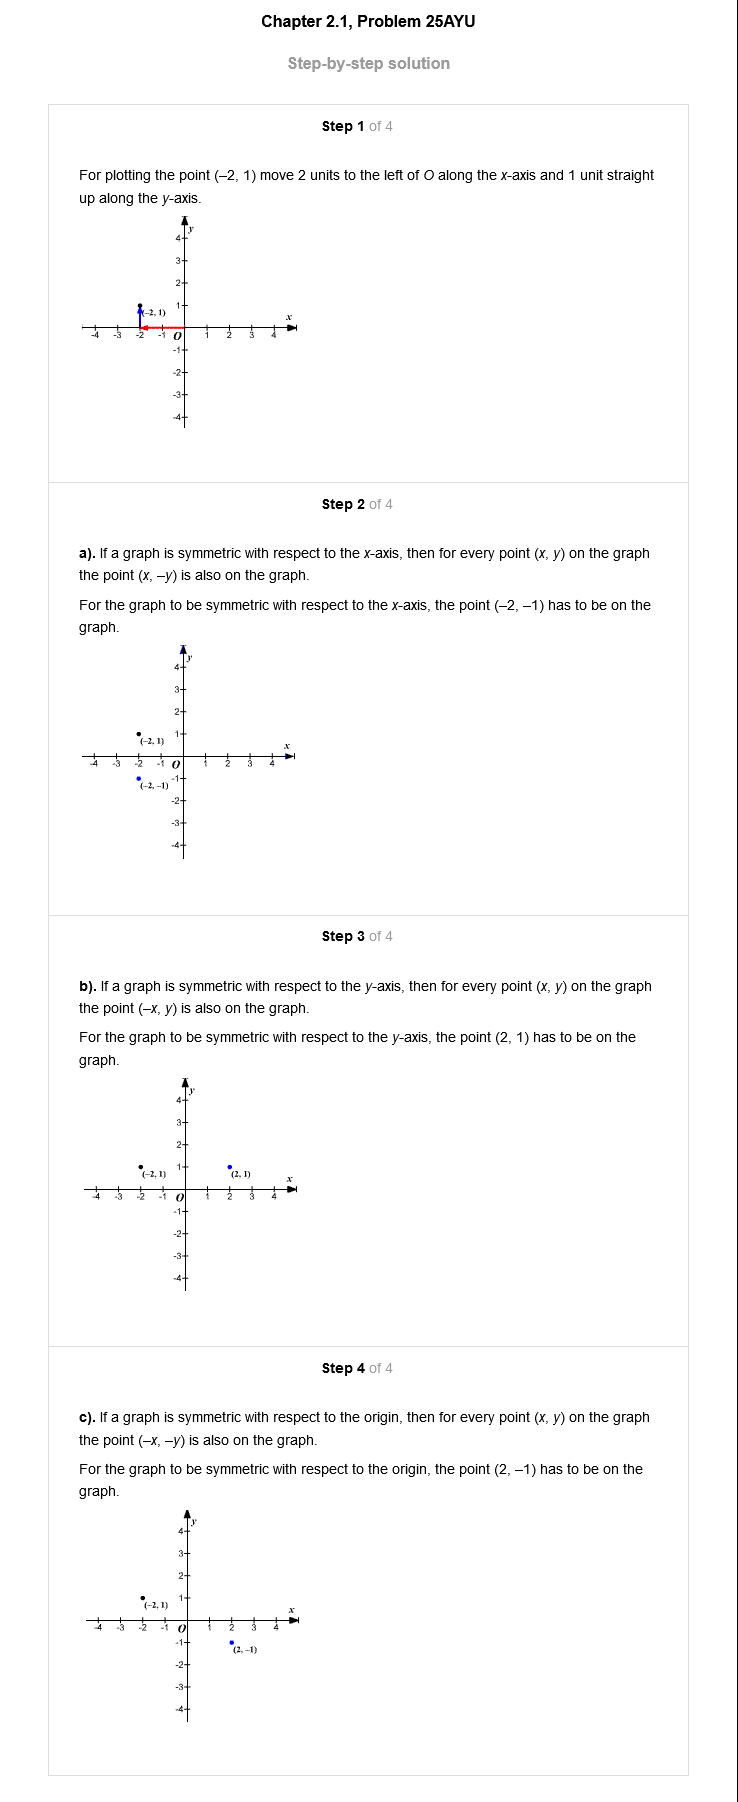 Chapter 2.1, Problem 25AYU
Step-by-step solution
Step 1 of 4
For plotting the point (–2, 1) move 2 units to the left of O along the x-axis and 1 unit straight
up along the y-axis.
y
4
3
2
1
(–2, 1)
x
-4 -3 -2 -1 O 1 2 3 4
-1
-2
-3
-4
Step 2 of 4
a). If a graph is symmetric with respect to the x-axis, then for every point (x, y) on the graph
the point (x, –y) is also on the graph.
For the graph to be symmetric with respect to the x-axis, the point (–2, –1) has to be on the
graph.
y
4
3
2
1
(–2, 1)
x
-4 -3 -2 -1 O 1 2 3 4
-1
(–2, –1)
-2
-3
-4
Step 3 of 4
b). If a graph is symmetric with respect to the y-axis, then for every point (x, y) on the graph
the point (–x, y) is also on the graph.
For the graph to be symmetric with respect to the y-axis, the point (2, 1) has to be on the
graph.
y
4
3
2
1
(–2, 1) (2, 1)
x
-4 -3 -2 -1 O 1 2 3 4
-1
-2
-3
-4
Step 4 of 4
c). If a graph is symmetric with respect to the origin, then for every point (x, y) on the graph
the point (–x, –y) is also on the graph.
For the graph to be symmetric with respect to the origin, the point (2, –1) has to be on the
graph.
y
4
3
2
1
(–2, 1)
x
-4 -3 -2 -1 O 1 2 3 4
-1
(2, –1)
-2
-3
-4